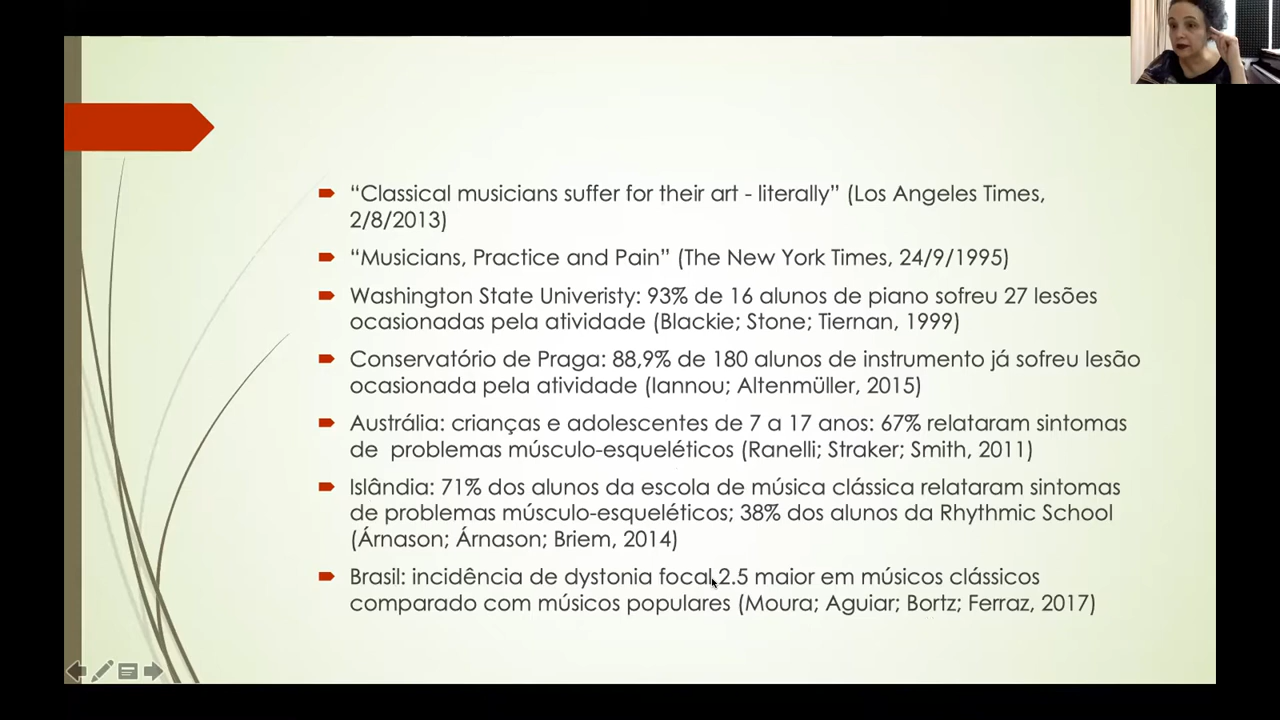 “Classical musicians suffer for their art - literally” (Los Angeles Times,
2/8/2013)
“Musicians, Practice and Pain” (The New York Times, 24/9/1995)
Washington State Univeristy: 93% de 16 alunos de piano sofreu 27 lesões
ocasionadas pela atividade (Blackie; Stone; Tiernan, 1999)
Conservatório de Praga: 88,9% de 180 alunos de instrumento já sofreu lesão
ocasionada pela atividade (Iannou; Altenmüller, 2015)
Austrália: crianças e adolescentes de 7 a 17 anos: 67% relataram sintomas
de problemas músculo-esqueléticos (Ranelli; Straker; Smith, 2011)
Islândia: 71% dos alunos da escola de música clássica relataram sintomas
de problemas músculo-esqueléticos; 38% dos alunos da Rhythmic School
(Árnason; Árnason; Briem, 2014)
Brasil: incidência de dystonia focal 2.5 maior em músicos clássicos
comparado com músicos populares (Moura; Aguiar; Bortz; Ferraz, 2017)